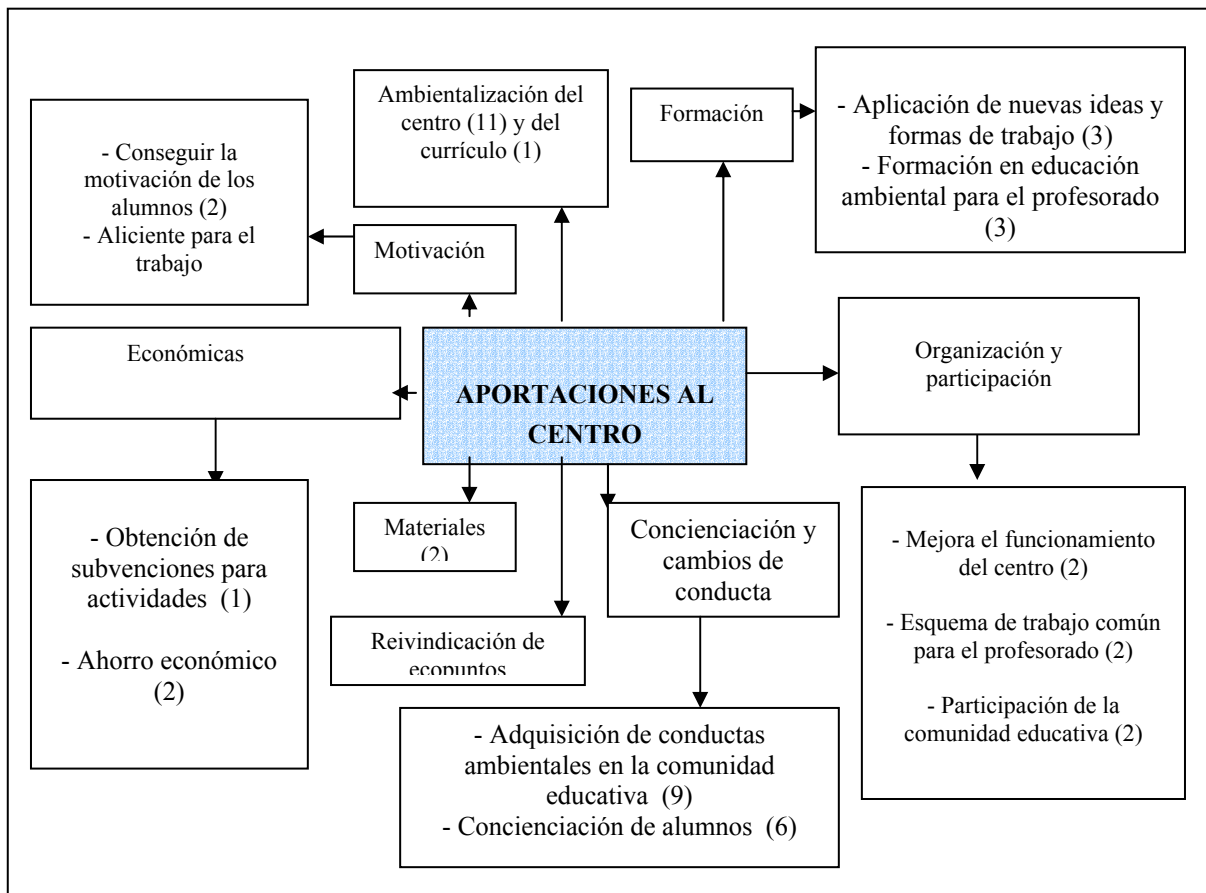 Ambientalización del
centro (11) y del
currículo (1)
Formación
- Aplicación de nuevas ideas y
formas de trabajo (3)
- Formación en educación
ambiental para el profesorado
(3)
- Conseguir la
motivación de los
alumnos (2)
- Aliciente para el
trabajo
Motivación
Económicas
APORTACIONES AL
CENTRO
Organización y
participación
- Obtención de
subvenciones para
actividades (1)
- Ahorro económico
(2)
Materiales
(2)
Concienciación y
cambios de
conducta
- Mejora el funcionamiento
del centro (2)
- Esquema de trabajo común
para el profesorado (2)
- Participación de la
comunidad educativa (2)
Reivindicación de
ecopuntos
- Adquisición de conductas
ambientales en la comunidad
educativa (9)
- Concienciación de alumnos (6)